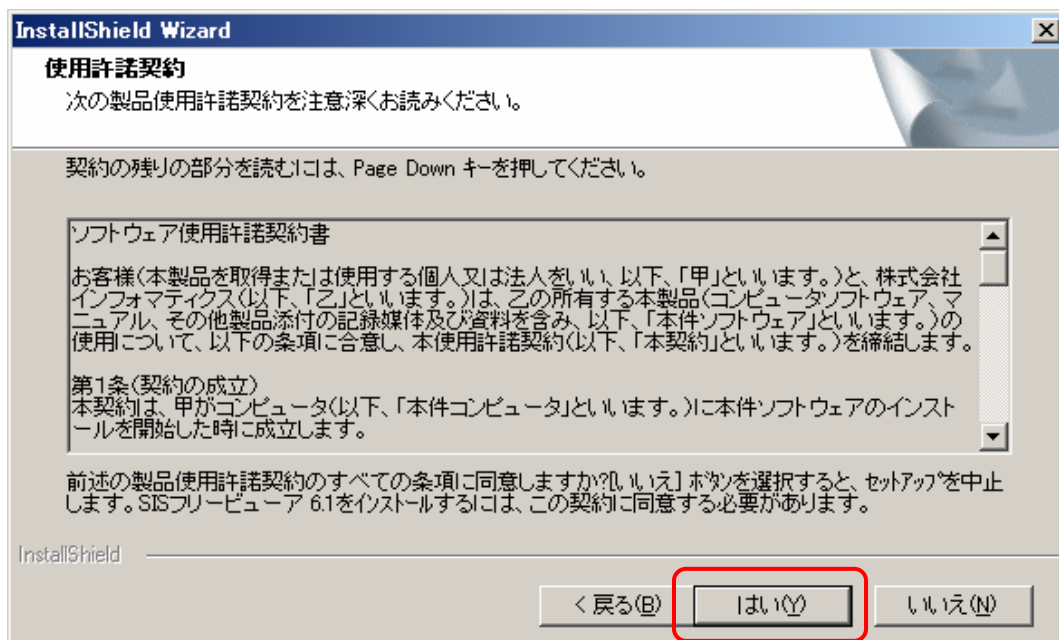 InstallShield Wizard
使用許諾契約
次の製品使用許諾契約を注意深くお読みください。
契約の残りの部分を読むには、Page Down キーを押してください。
ソフトウェア使用許諾契約書
お客様(本製品を取得または使用する個人又は法人をいい、以下、「甲」といいます。)と、株式会社
インフォマティクス(以下、「乙」といいます。)は、乙の所有する本製品(コンピュータソフトウェア、マ
ニュアル、その他製品添付の記録媒体及び資料を含み、以下、「本件ソフトウェア」といいます。)の
使用について、以下の条項に合意し、本使用許諾契約(以下、「本契約」といいます。)を締結します。
第1条(契約の成立)
本契約は、甲がコンピュータ(以下、「本件コンピュータ」といいます。)に本件ソフトウェアのインスト
ールを開始した時に成立します。
前述の製品使用許諾契約のすべての条項に同意しますか?[いいえ] ボタンを選択すると、セットアップを中止
します。SISフリービューア 6.1をインストールするには、この契約に同意する必要があります。
InstallShield
< 戻る(B)
はい(Y)
いいえ(N)